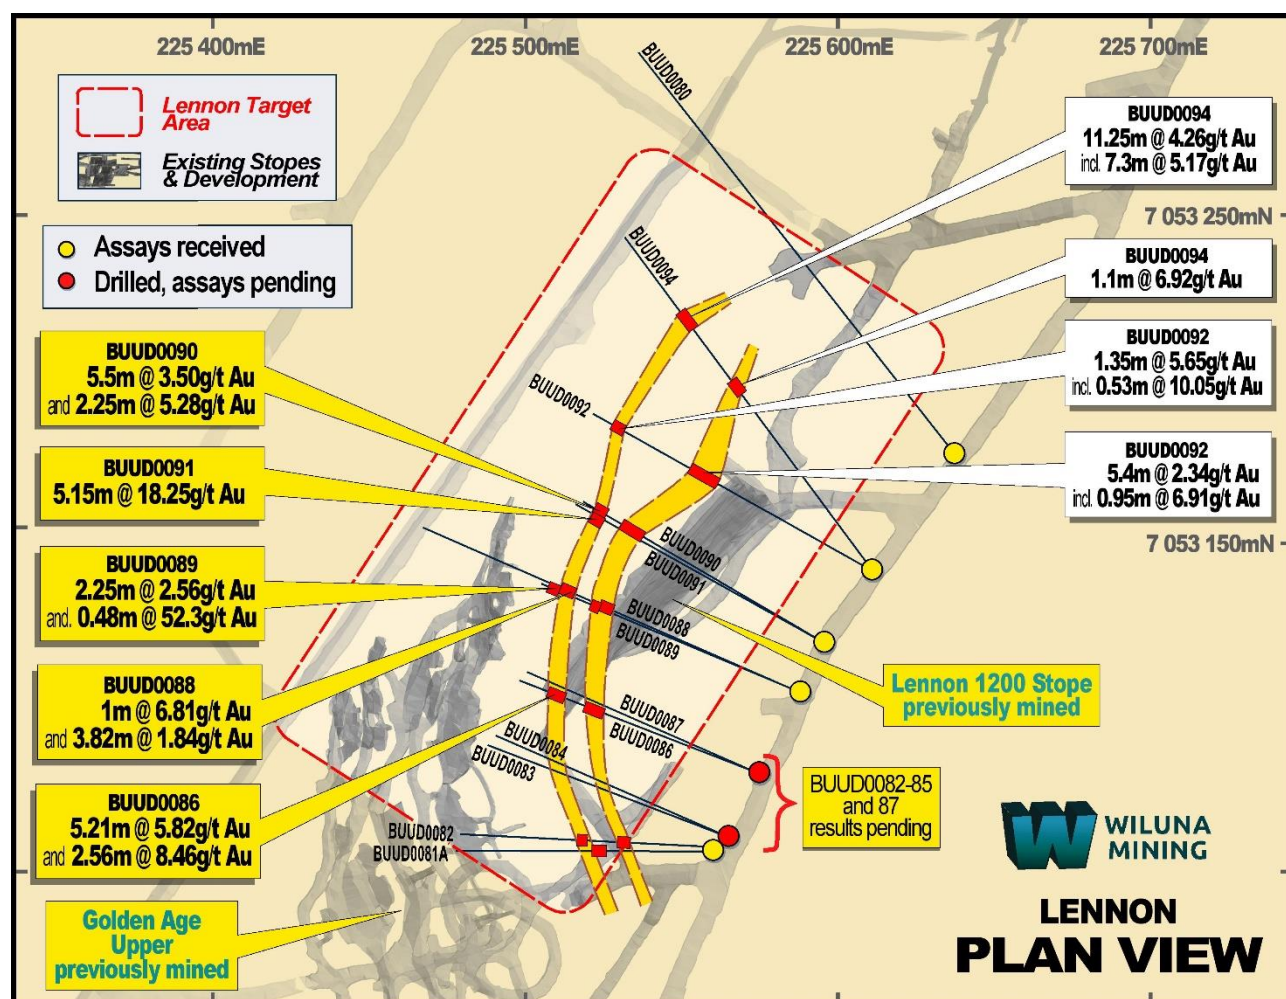 225 400mE
225 500mE
225 600mE
225 700mE
Lennon Target
Area
Existing Stopes
& Development
Assays received
Drilled, assays pending
BUUD0080
BUUD0094
11.25m @ 4.26g/t Au
incl. 7.3m @ 5.17g/t Au
7 053 250mN
BUUD0094
BUUD0094
1.1m @ 6.92g/t Au
BUUD0092
1.35m @ 5.65g/t Au
incl. 0.53m @ 10.05g/t Au
BUUD0092
BUUD0092
5.4m @ 2.34g/t Au
incl. 0.95m @ 6.91g/t Au
7 053 150mN
BUUD0090
5.5m @ 3.50g/t Au
and 2.25m @ 5.28g/t Au
BUUD0091
5.15m @ 18.25g/t Au
BUUD0089
2.25m @ 2.56g/t Au
and. 0.48m @ 52.3g/t Au
BUUD0088
1m @ 6.81g/t Au
and 3.82m @ 1.84g/t Au
BUUD0086
5.21m @ 5.82g/t Au
and 2.56m @ 8.46g/t Au
Golden Age
Upper
previously mined
BUUD0090
BUUD0091
BUUD0088
BUUD0089
BUUD0087
BUUD0086
BUUD0084
BUUD0083
BUUD0082
BUUD0081A
Lennon 1200 Stope
previously mined
BUUD0082-85
and 87
results pending
WILUNA
MINING
LENNON
PLAN VIEW